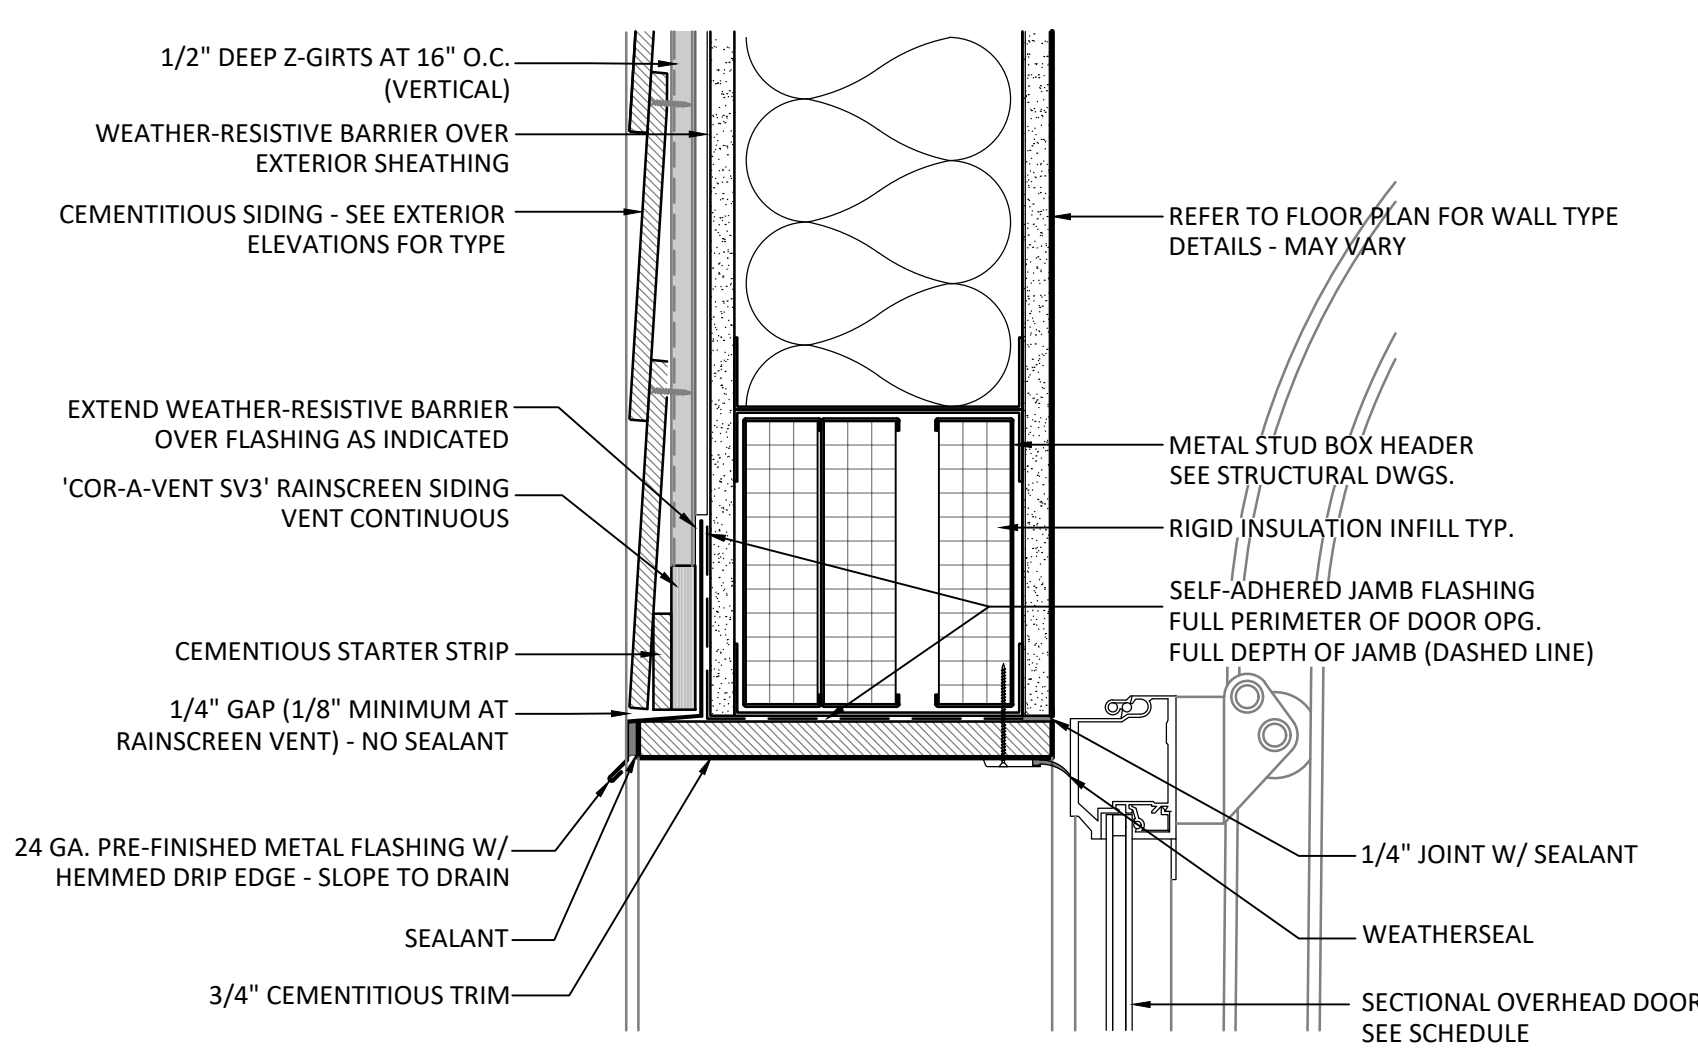 1/2" DEEP Z-GIRTS AT 16" O.C.
(VERTICAL)
WEATHER-RESISTIVE BARRIER OVER
EXTERIOR SHEATHING
CEMENTITIOUS SIDING - SEE EXTERIOR
ELEVATIONS FOR TYPE
EXTEND WEATHER-RESISTIVE BARRIER
OVER FLASHING AS INDICATED
'COR-A-VENT SV3' RAINSCREEN SIDING
VENT CONTINUOUS
CEMENTIOUS STARTER STRIP
1/4" GAP (1/8" MINIMUM AT
RAINSCREEN VENT) - NO SEALANT
24 GA. PRE-FINISHED METAL FLASHING W/
HEMMED DRIP EDGE - SLOPE TO DRAIN
SEALANT
3/4" CEMENTITIOUS TRIM
REFER TO FLOOR PLAN FOR WALL TYPE
DETAILS - MAY VARY
METAL STUD BOX HEADER
SEE STRUCTURAL DWGS.
RIGID INSULATION INFILL TYP.
SELF-ADHERED JAMB FLASHING
FULL PERIMETER OF DOOR OPG.
FULL DEPTH OF JAMB (DASHED LINE)
1/4" JOINT W/ SEALANT
WEATHERSEAL
SECTIONAL OVERHEAD DOOR
SEE SCHEDULE